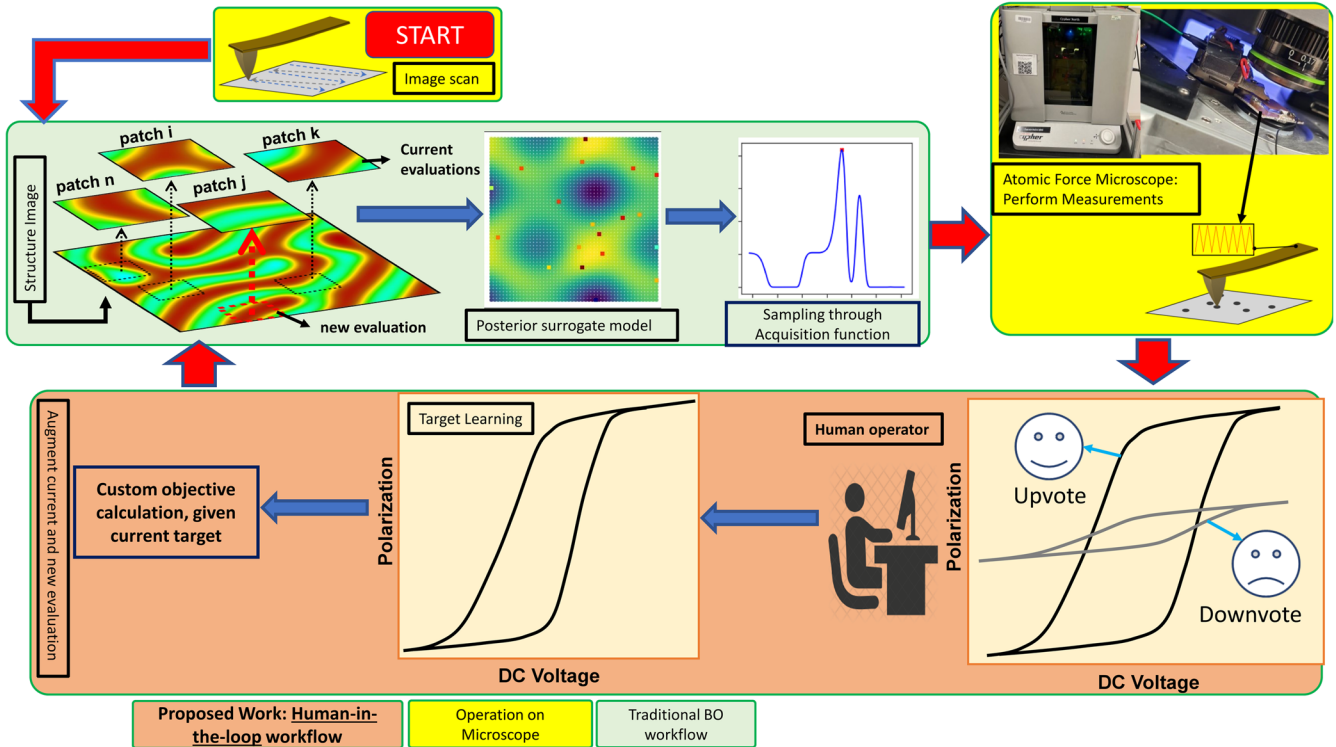 START
Image scan
patch i
patch k
patch n
patch j
Current
evaluations
Structure Image
new evaluation
Posterior surrogate model
Sampling through
Acquisition function
Atomic Force Microscope:
Perform Measurements
Augment current and new evaluation
Custom objective
calculation, given
current target
Target Learning
Polarization
DC Voltage
Human operator
Polarization
Upvote
Downvote
DC Voltage
Proposed Work: Human-in-
the-loop workflow
Operation on
Microscope
Traditional BO
workflow